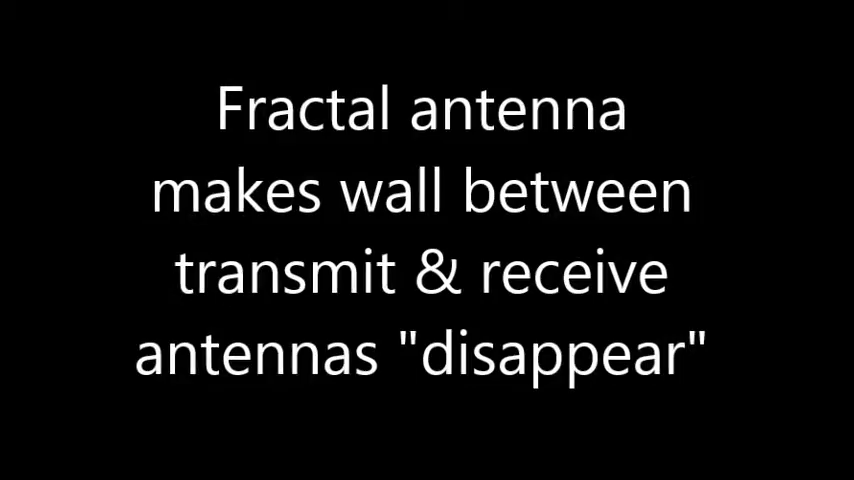 Fractal antenna
makes wall between
transmit & receive
antennas "disappear"